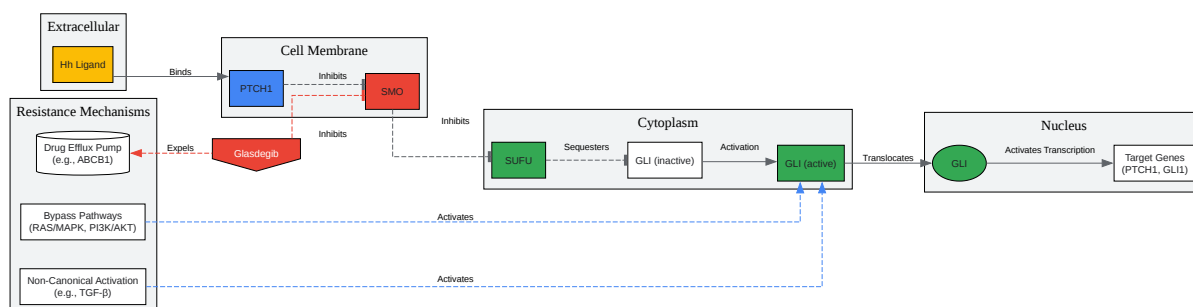 Extracellular
Hh Ligand
Binds
Cell Membrane
PTCH1
Inhibits
SMO
Resistance Mechanisms
Drug Efflux Pump
(e.g., ABCB1)
Expels
Glasdegib
Inhibits
Inhibits
Cytoplasm
SUFU
Sequesters
GLI (inactive)
Activation
GLI (active)
Translocates
Nucleus
GLI
Activates Transcription
Target Genes
(PTCH1, GLI1)
Bypass Pathways
(RAS/MAPK, PI3K/AKT)
Activates
Non-Canonical Activation
(e.g., TGF-β)
Activates